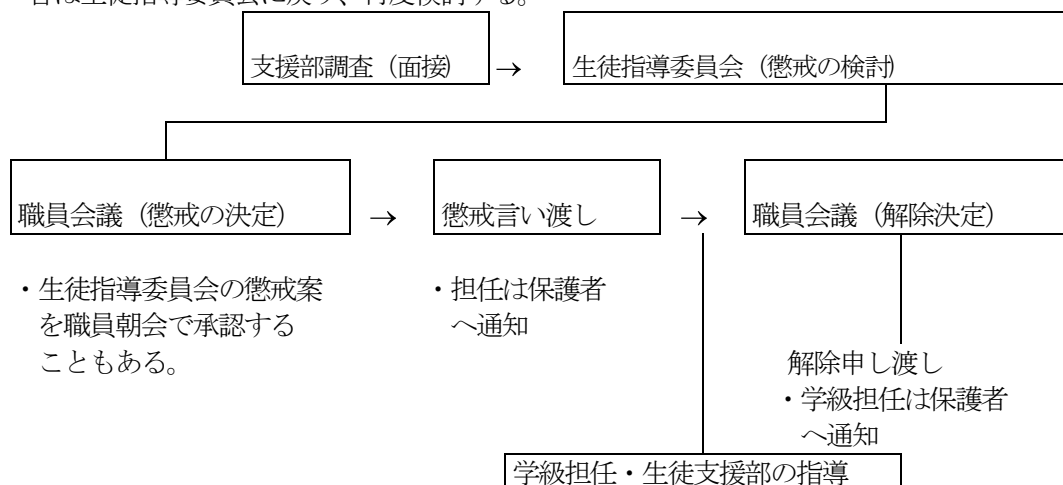 合は生徒指導委員会に戻り、再度検討する。
支援部調査（面接） → 生徒指導委員会（懲戒の検討）
職員会議（懲戒の決定） → 懲戒言い渡し → 職員会議（解除決定）
・生徒指導委員会の懲戒案
を職員朝会で承認する
こともある。
・担任は保護者
へ通知
解除申し渡し
・学級担任は保護者
へ通知
学級担任・生徒支援部の指導